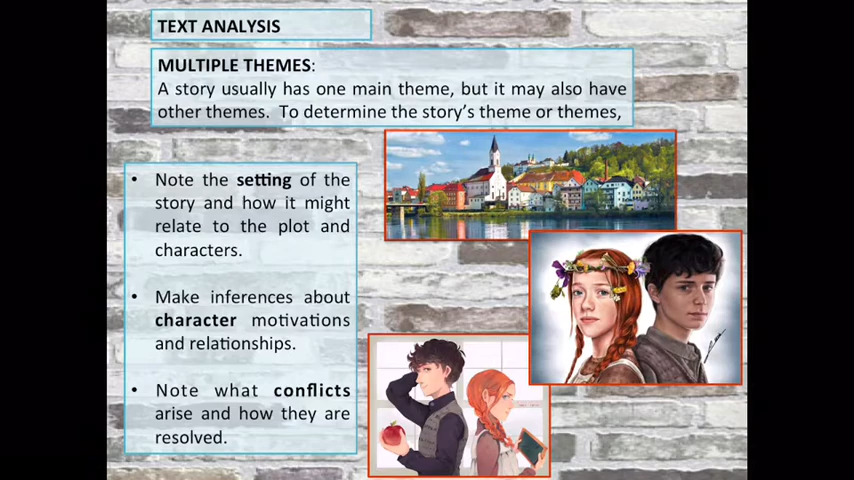 TEXT ANALYSIS
MULTIPLE THEMES:
A story usually has one main theme, but it may also have
other themes. To determine the story's theme or themes,
• Note the setting of the
story and how it might
relate to the plot and
characters.
• Make inferences about
character motivations
and relationships.
• Note what conflicts
arise and how they are
resolved.